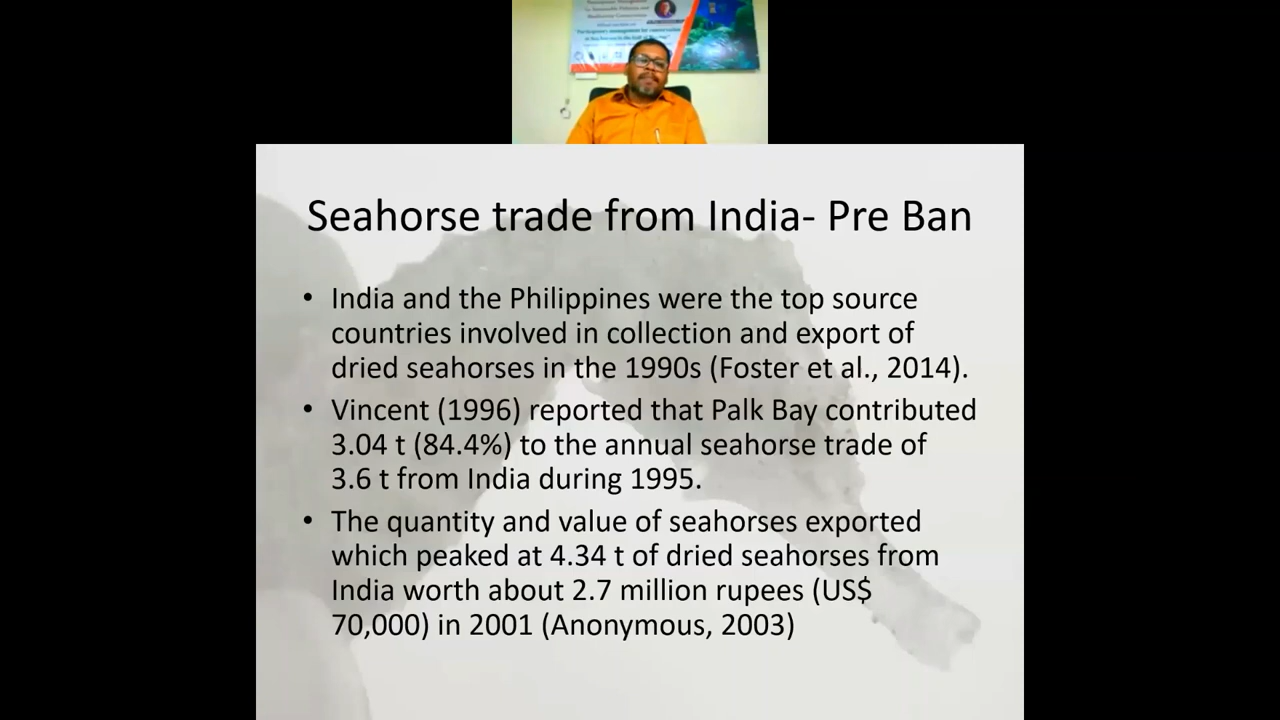 Biodiversity Conservation
Seahorse trade from India- Pre Ban
• India and the Philippines were the top source
countries involved in collection and export of
dried seahorses in the 1990s (Foster et al., 2014).
• Vincent (1996) reported that Palk Bay contributed
3.04 t (84.4%) to the annual seahorse trade of
3.6 t from India during 1995.
• The quantity and value of seahorses exported
which peaked at 4.34 t of dried seahorses from
India worth about 2.7 million rupees (US$
70,000) in 2001 (Anonymous, 2003)